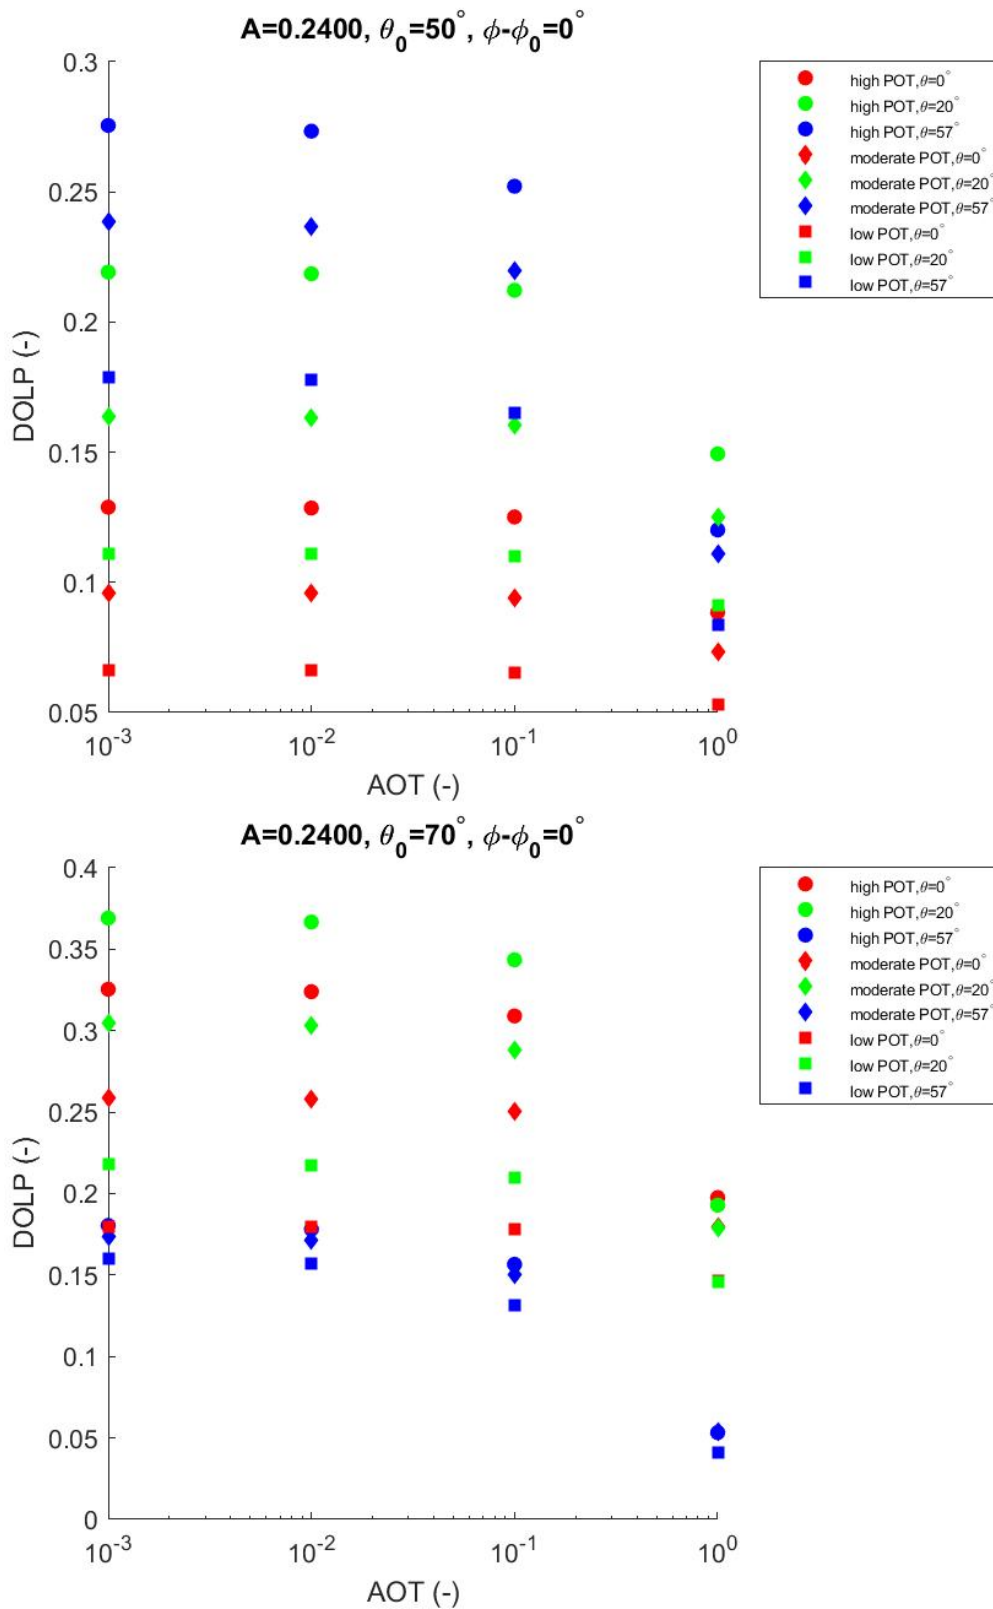 A=0.2400, θ₀=50°, ϕ-ϕ₀=0°
0.3
0.25
0.2
0.15
0.1
0.05
DOLP (-)
10⁻³
10⁻²
10⁻¹
10⁰
AOT (-)
high POT,θ=0°
high POT,θ=20°
high POT,θ=57°
moderate POT,θ=0°
moderate POT,θ=20°
moderate POT,θ=57°
low POT,θ=0°
low POT,θ=20°
low POT,θ=57°
A=0.2400, θ₀=70°, ϕ-ϕ₀=0°
0.4
0.35
0.3
0.25
0.2
0.15
0.1
0.05
0
DOLP (-)
10⁻³
10⁻²
10⁻¹
10⁰
AOT (-)
high POT,θ=0°
high POT,θ=20°
high POT,θ=57°
moderate POT,θ=0°
moderate POT,θ=20°
moderate POT,θ=57°
low POT,θ=0°
low POT,θ=20°
low POT,θ=57°